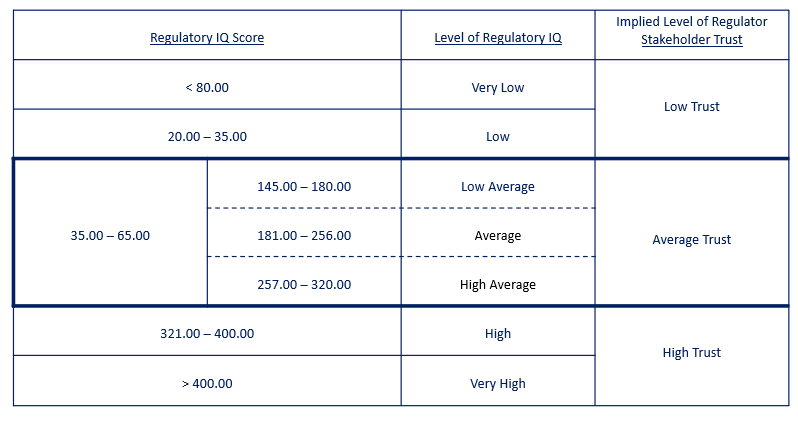 Regulatory IQ Score
Level of Regulatory IQ
Implied Level of Regulator
Stakeholder Trust
< 80.00
Very Low
Low Trust
20.00 – 35.00
Low
35.00 – 65.00
145.00 – 180.00
Low Average
181.00 – 256.00
Average
Average Trust
257.00 – 320.00
High Average
321.00 – 400.00
High
High Trust
> 400.00
Very High